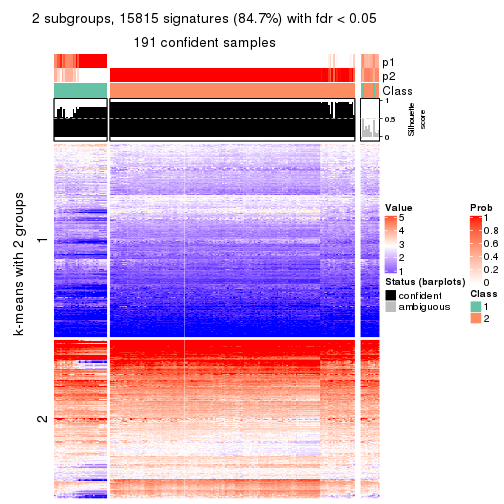 2 subgroups, 15815 signatures (84.7%) with fdr < 0.05
191 confident samples
p1
p2
Class
1
0.5
0
Silhouette
score
k-means with 2 groups
1
2
Value
5
4
3
2
1
Status (barplots)
confident
ambiguous
Prob
1
0.8
0.6
0.4
0.2
0
Class
1
2